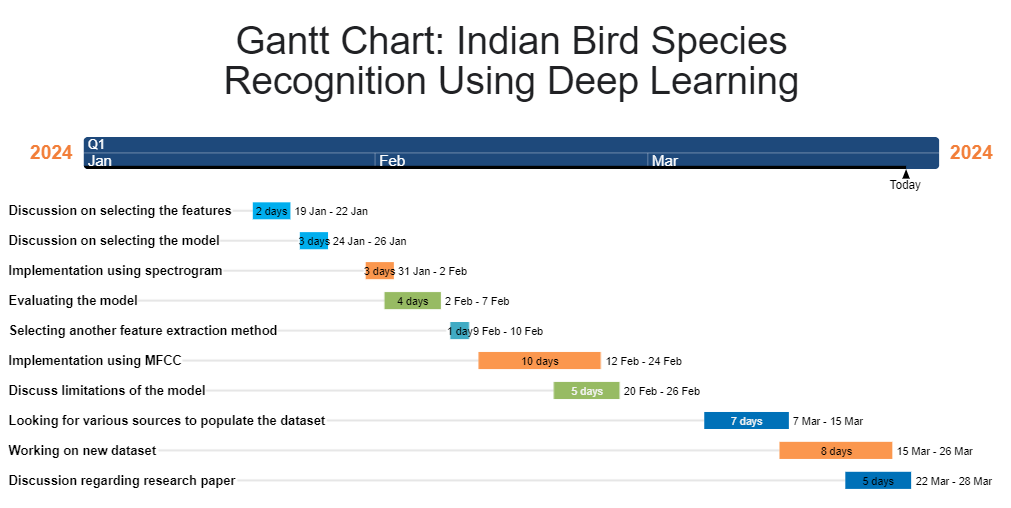 Gantt Chart: Indian Bird Species
Recognition Using Deep Learning
Q1
2024 Jan Feb Mar 2024
Today
Discussion on selecting the features 2 days 19 Jan - 22 Jan
Discussion on selecting the model 3 days 24 Jan - 26 Jan
Implementation using spectrogram 3 days 31 Jan - 2 Feb
Evaluating the model 4 days 2 Feb - 7 Feb
Selecting another feature extraction method 1 day 9 Feb - 10 Feb
Implementation using MFCC 10 days 12 Feb - 24 Feb
Discuss limitations of the model 5 days 20 Feb - 26 Feb
Looking for various sources to populate the dataset 7 days 7 Mar - 15 Mar
Working on new dataset 8 days 15 Mar - 26 Mar
Discussion regarding research paper 5 days 22 Mar - 28 Mar